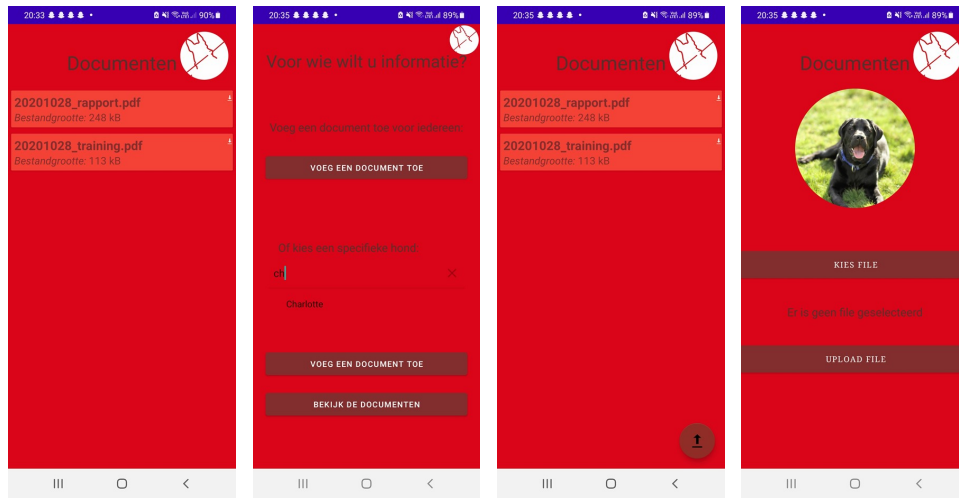 20:33
90%
Documenten
20201028_rapport.pdf
Bestandgrootte: 248 kB
20201028_training.pdf
Bestandgrootte: 113 kB
20:35
89%
Voor wie wilt u informatie?
Voeg een document toe voor iedereen:
VOEG EEN DOCUMENT TOE
Of kies een specifieke hond:
ch
Charlotte
VOEG EEN DOCUMENT TOE
BEKIJK DE DOCUMENTEN
20:35
89%
Documenten
20201028_rapport.pdf
Bestandgrootte: 248 kB
20201028_training.pdf
Bestandgrootte: 113 kB
20:35
89%
Documenten
KIES FILE
Er is geen file geselecteerd
UPLOAD FILE